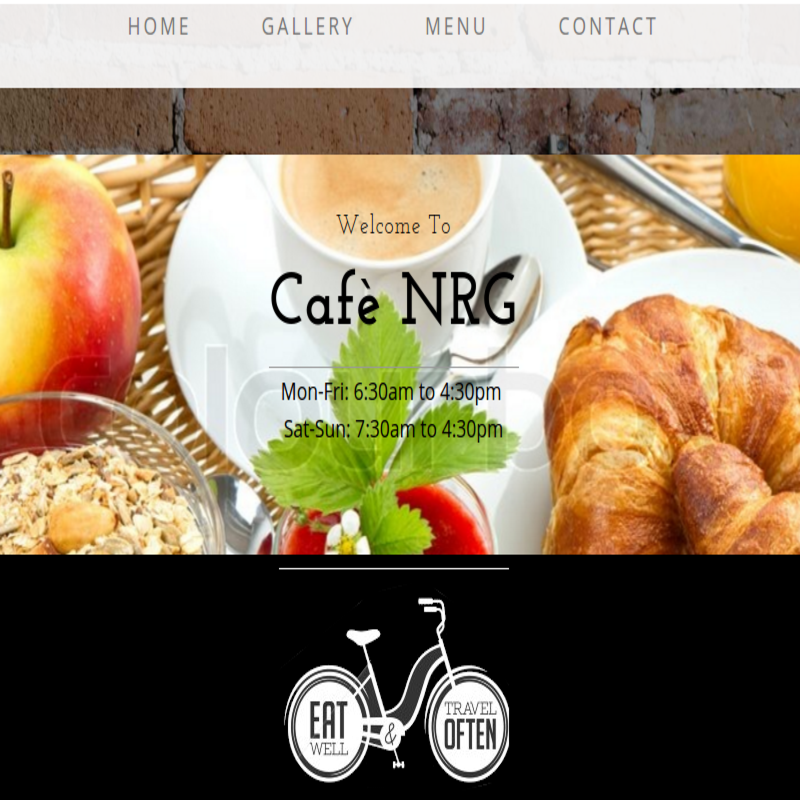 HOME GALLERY MENU CONTACT
Welcome To
Cafè NRG
Mon-Fri: 6:30am to 4:30pm
Sat-Sun: 7:30am to 4:30pm
EAT
WELL
&
TRAVEL
OFTEN